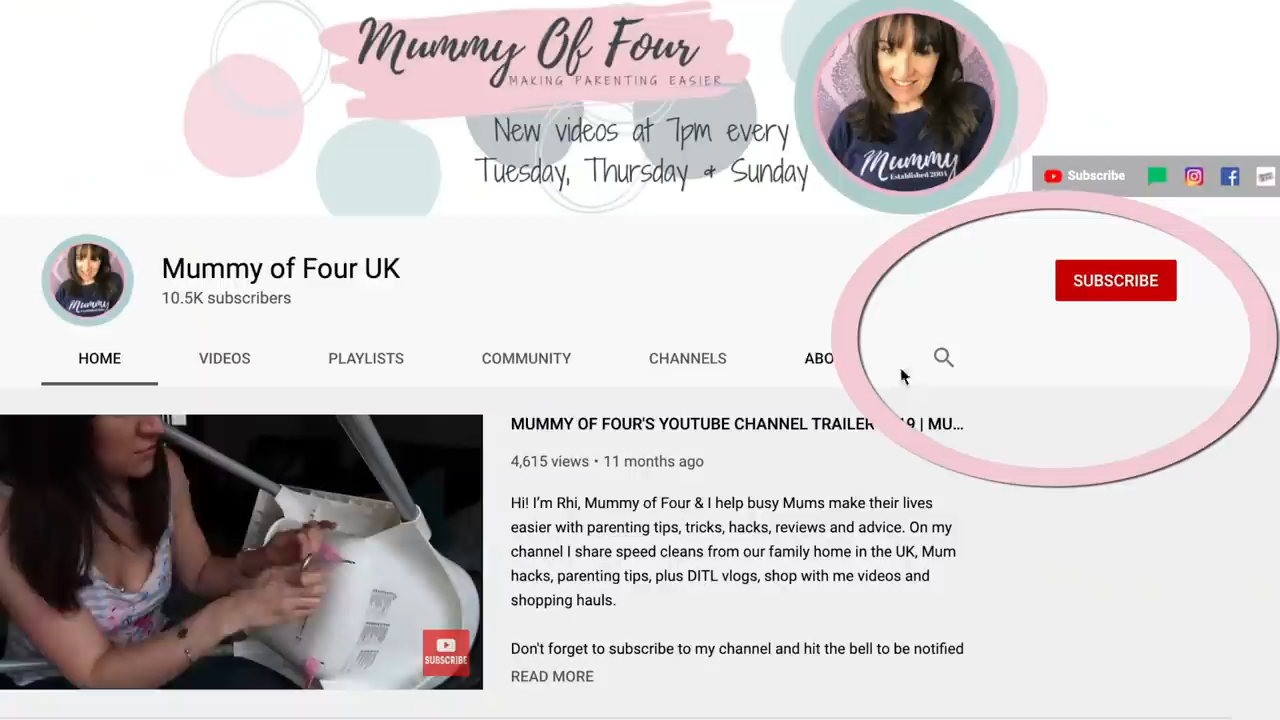 Mummy Of Four
MAKING PARENTING EASIER
New videos at 7pm every
Tuesday, Thursday & Sunday
Mummy
Established 2004
Subscribe
Mummy of Four UK
10.5K subscribers
SUBSCRIBE
HOME VIDEOS PLAYLISTS COMMUNITY CHANNELS ABO
MUMMY OF FOUR'S YOUTUBE CHANNEL TRAILER 19 | MU...
4,615 views • 11 months ago
Hi! I'm Rhi, Mummy of Four & I help busy Mums make their lives
easier with parenting tips, tricks, hacks, reviews and advice. On my
channel I share speed cleans from our family home in the UK, Mum
hacks, parenting tips, plus DITL vlogs, shop with me videos and
shopping hauls.
Don't forget to subscribe to my channel and hit the bell to be notified
READ MORE
SUBSCRIBE